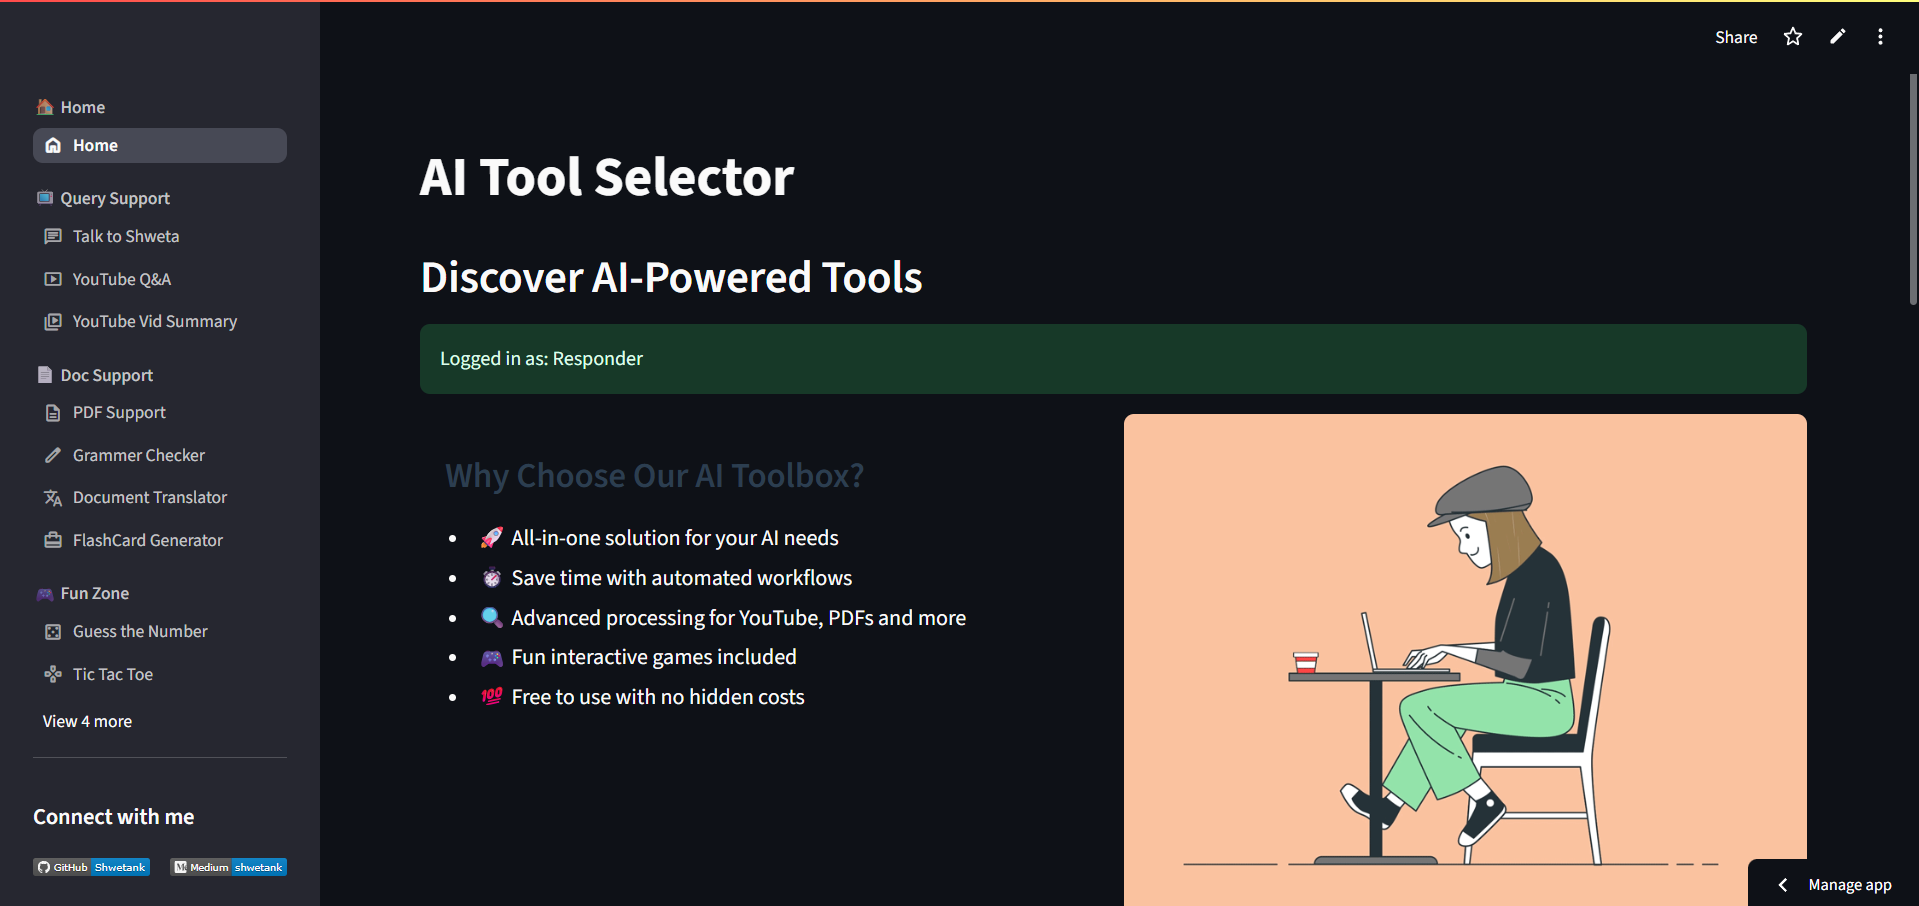 Share
Home
Home
Query Support
Talk to Shweta
YouTube Q&A
YouTube Vid Summary
Doc Support
PDF Support
Grammer Checker
Document Translator
FlashCard Generator
Fun Zone
Guess the Number
Tic Tac Toe
View 4 more
Connect with me
GitHub Shwetank
Medium shwetank
AI Tool Selector
Discover AI-Powered Tools
Logged in as: Responder
Why Choose Our AI Toolbox?
• 🚀 All-in-one solution for your AI needs
• ⏱️ Save time with automated workflows
• 🔍 Advanced processing for YouTube, PDFs and more
• 🎮 Fun interactive games included
• 💯 Free to use with no hidden costs
Manage app